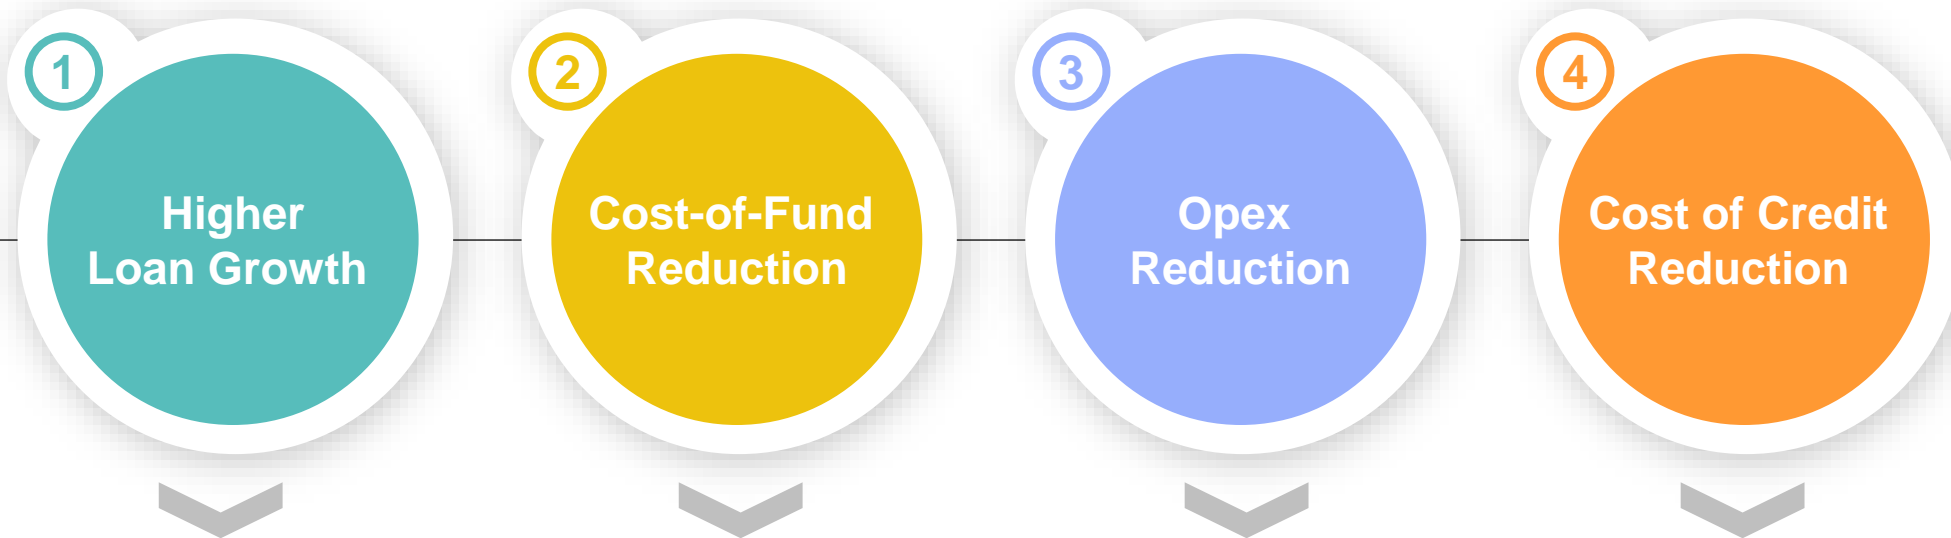 1
Higher
Loan Growth
2
Cost-of-Fund
Reduction
3
Opex
Reduction
4
Cost of Credit
Reduction